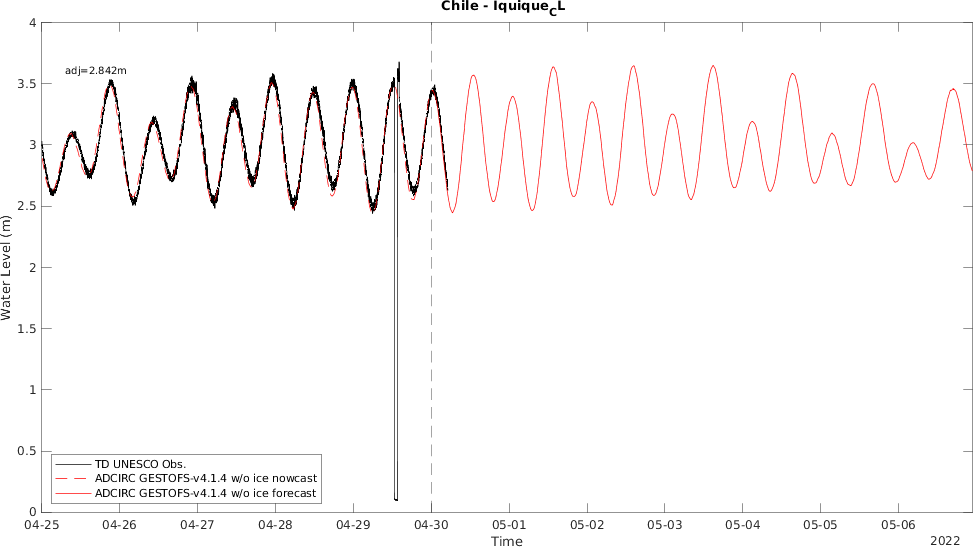 Chile - Iquique_CL
adj=2.842m
4
3.5
3
2.5
2
1.5
1
0.5
0
Water Level (m)
TD UNESCO Obs.
ADCIRC GESTOFS-v4.1.4 w/o ice nowcast
ADCIRC GESTOFS-v4.1.4 w/o ice forecast
04-25 04-26 04-27 04-28 04-29 04-30 05-01 05-02 05-03 05-04 05-05 05-06
Time
2022